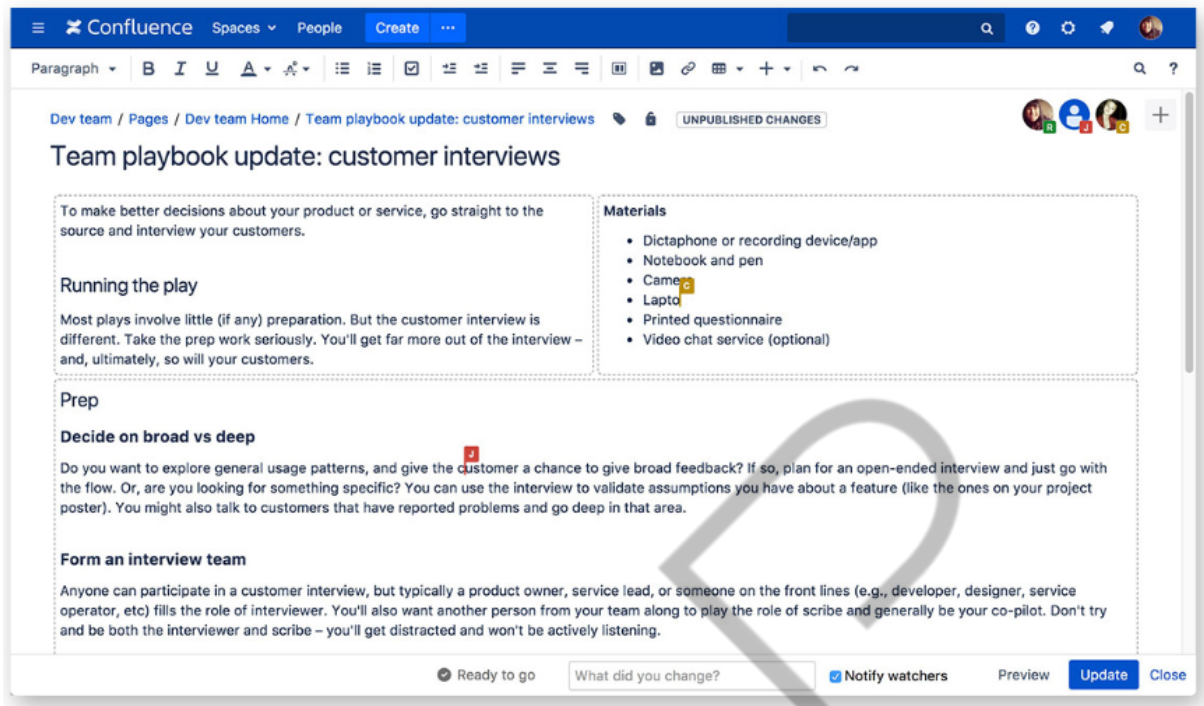 Confluence Spaces People Create ...
Paragraph B I U A
Dev team / Pages / Dev team Home / Team playbook update: customer interviews UNPUBLISHED CHANGES R J C
Team playbook update: customer interviews
To make better decisions about your product or service, go straight to the
source and interview your customers.
Running the play
Most plays involve little (if any) preparation. But the customer interview is
different. Take the prep work seriously. You'll get far more out of the interview –
and, ultimately, so will your customers.
Materials
• Dictaphone or recording device/app
• Notebook and pen
• Camera
C
• Lapto
• Printed questionnaire
• Video chat service (optional)
Prep
Decide on broad vs deep
J
Do you want to explore general usage patterns, and give the customer a chance to give broad feedback? If so, plan for an open-ended interview and just go with
the flow. Or, are you looking for something specific? You can use the interview to validate assumptions you have about a feature (like the ones on your project
poster). You might also talk to customers that have reported problems and go deep in that area.
Form an interview team
Anyone can participate in a customer interview, but typically a product owner, service lead, or someone on the front lines (e.g., developer, designer, service
operator, etc) fills the role of interviewer. You'll also want another person from your team along to play the role of scribe and generally be your co-pilot. Don't try
and be both the interviewer and scribe – you'll get distracted and won't be actively listening.
Ready to go What did you change? Notify watchers Preview Update Close